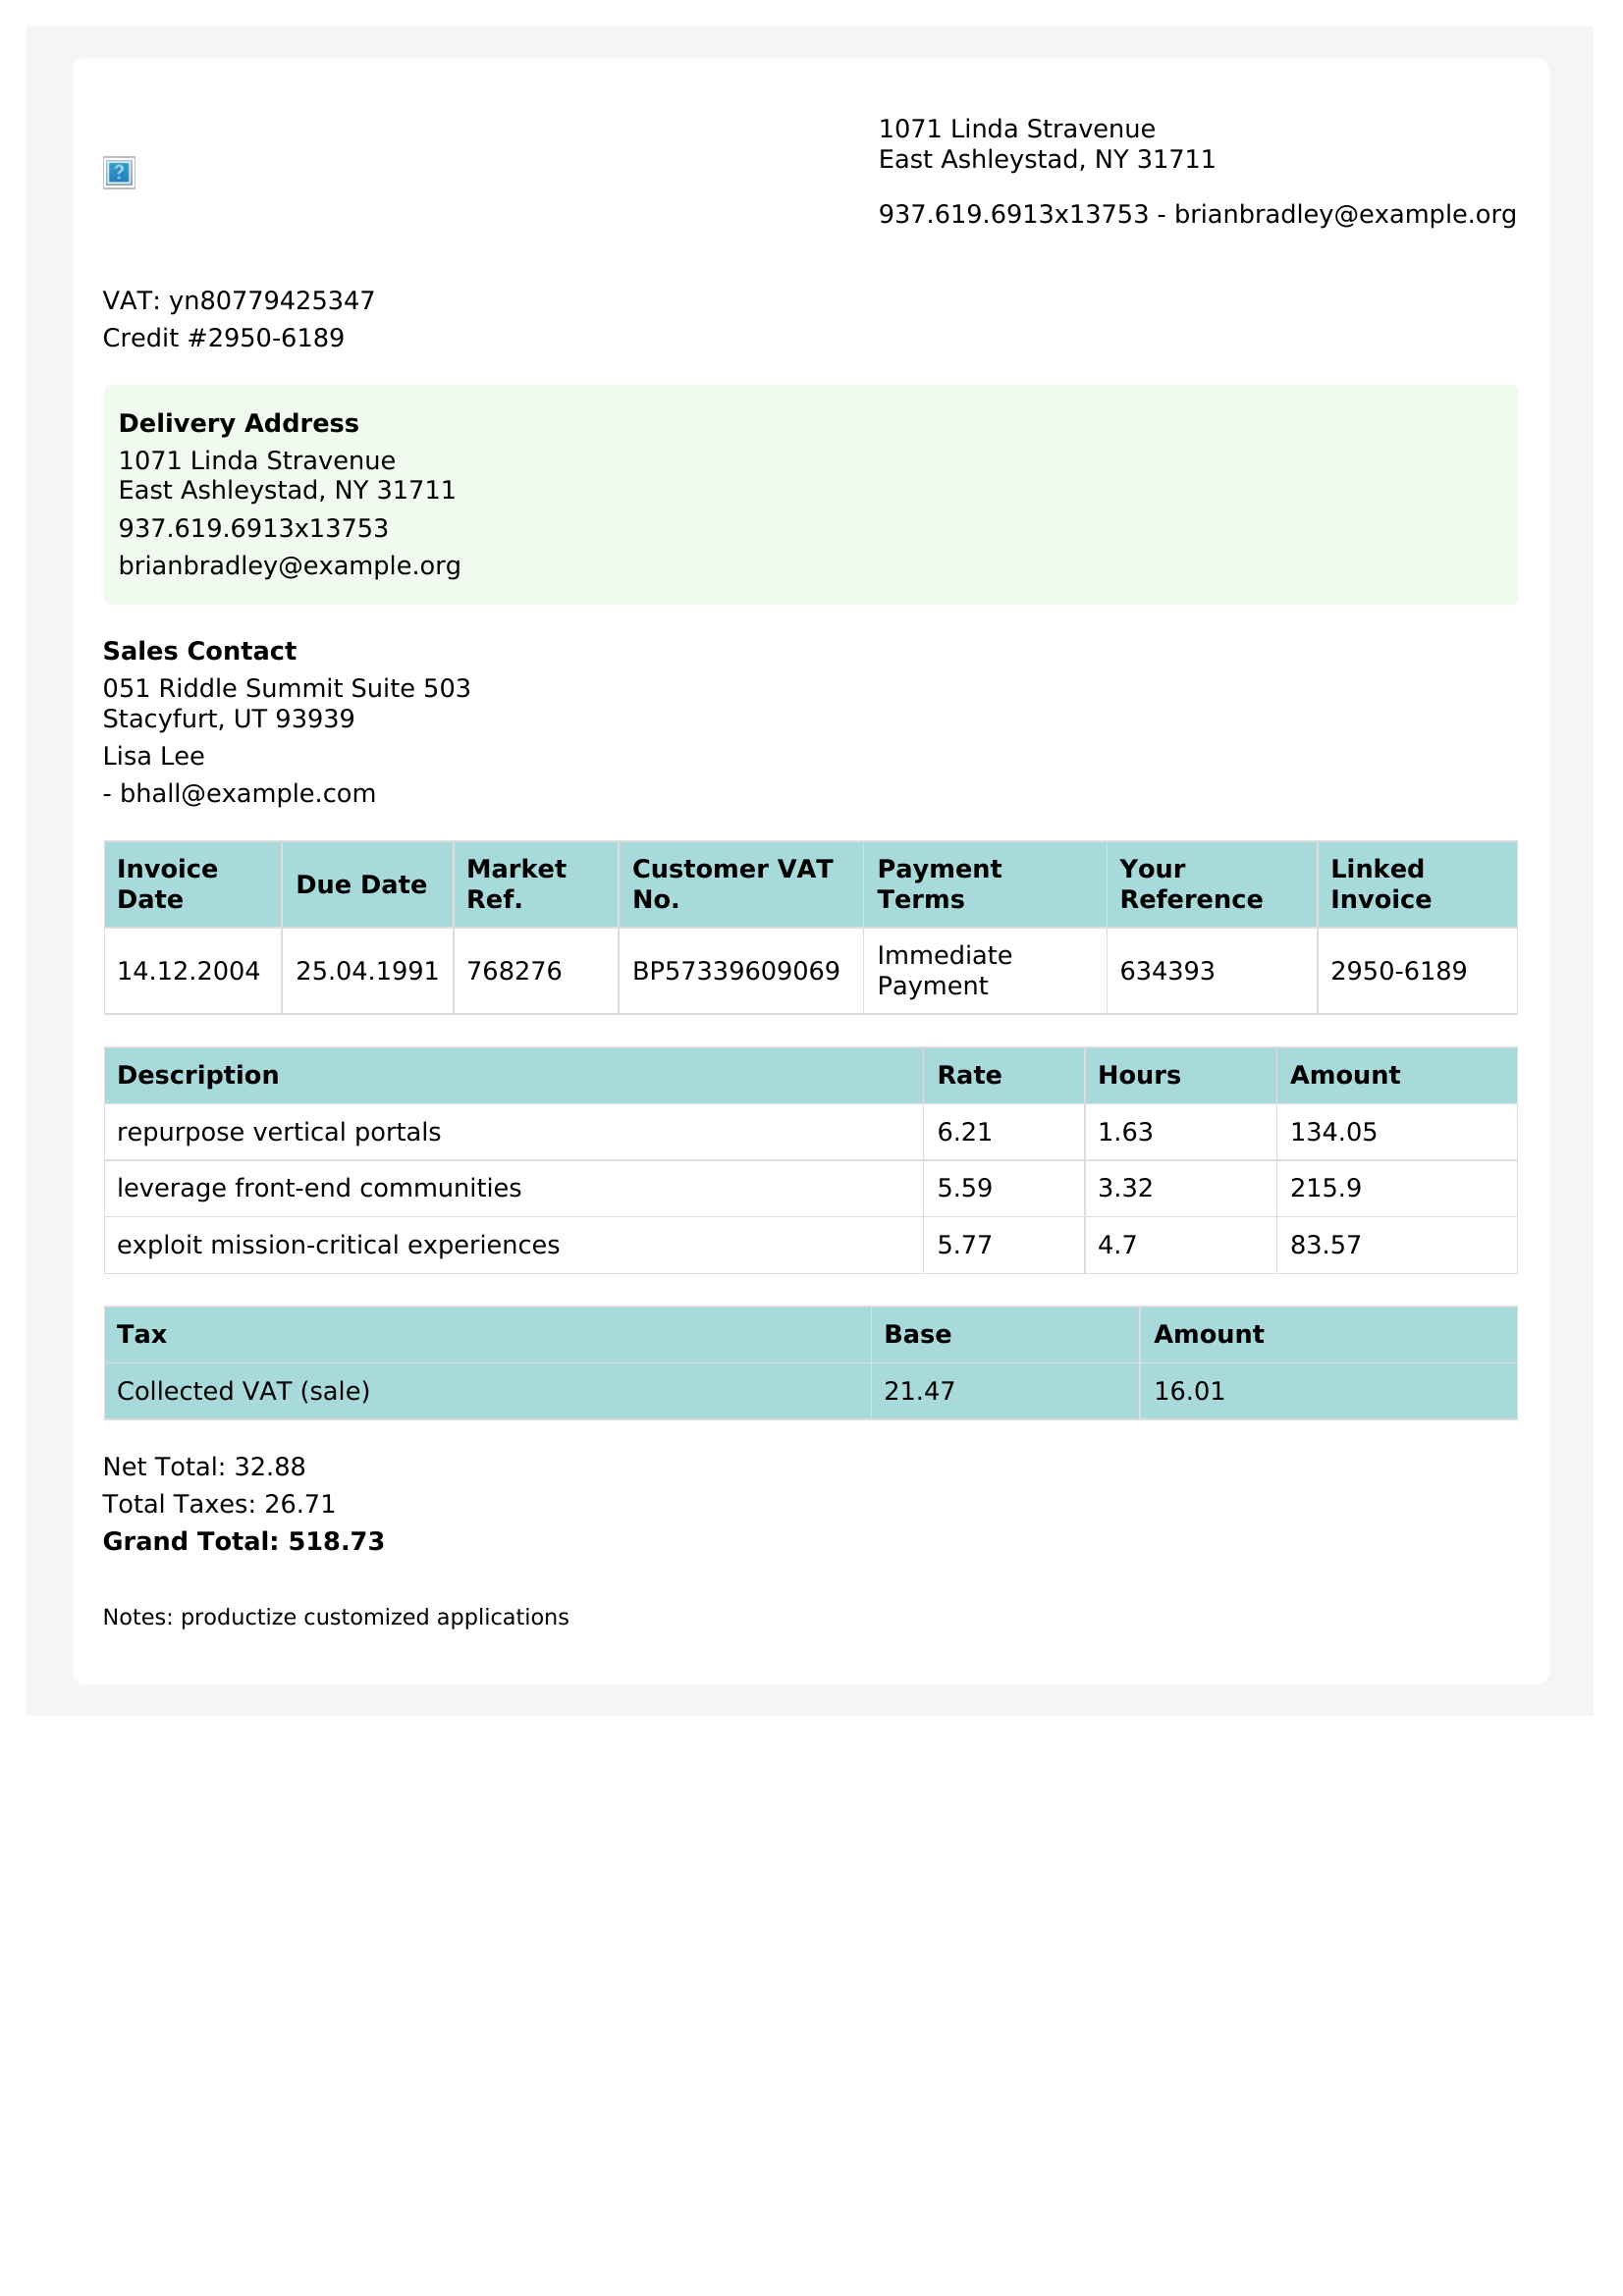 1071 Linda Stravenue
East Ashleystad, NY 31711
937.619.6913x13753 - brianbradley@example.org
VAT: yn80779425347
Credit #2950-6189
Delivery Address
1071 Linda Stravenue
East Ashleystad, NY 31711
937.619.6913x13753
brianbradley@example.org
Sales Contact
051 Riddle Summit Suite 503
Stacyfurt, UT 93939
Lisa Lee
- bhall@example.com
Invoice Date Due Date Market Ref. Customer VAT No. Payment Terms Your Reference Linked Invoice
14.12.2004 25.04.1991 768276 BP57339609069 Immediate Payment 634393 2950-6189
Description Rate Hours Amount
repurpose vertical portals 6.21 1.63 134.05
leverage front-end communities 5.59 3.32 215.9
exploit mission-critical experiences 5.77 4.7 83.57
Tax Base Amount
Collected VAT (sale) 21.47 16.01
Net Total: 32.88
Total Taxes: 26.71
Grand Total: 518.73
Notes: productize customized applications